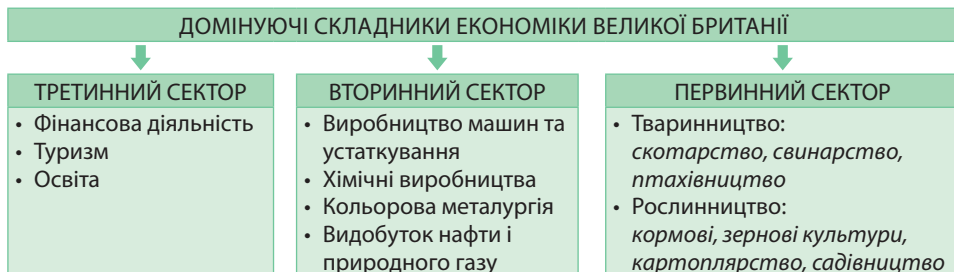 ДОМІНУЮЧІ СКЛАДНИКИ ЕКОНОМІКИ ВЕЛИКОЇ БРИТАНІЇ
ТРЕТИННИЙ СЕКТОР
• Фінансова діяльність
• Туризм
• Освіта
ВТОРИННИЙ СЕКТОР
• Виробництво машин та
устаткування
• Хімічні виробництва
• Кольорова металургія
• Видобуток нафти і
природного газу
ПЕРВИННИЙ СЕКТОР
• Тваринництво:
скотарство, свинарство,
птахівництво
• Рослинництво:
кормові, зернові культури,
картоплярство, садівництво